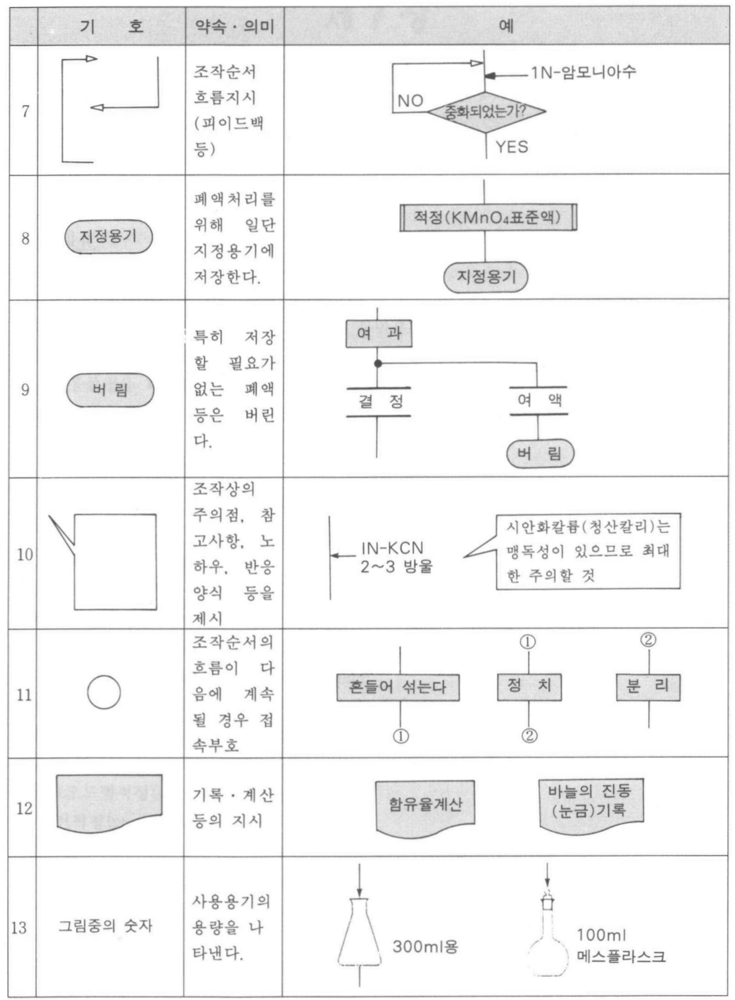 기 호 약속·의미 예
7
조작순서
흐름지시
(피이드백
등)
1N-암모니아수
NO
중화되었는가?
YES
8
지정용기
폐액처리를
위해 일단
지정용기에
저장한다.
적정(KMnO₄표준액)
지정용기
9
버 림
특히 저장
할 필요가
없는 폐액
등은 버린
다.
여 과
결 정
여 액
버 림
10
조작상의
주의점, 참
고사항, 노
하우, 반응
양식 등을
제시
IN-KCN
2~3 방울
시안화칼륨(청산칼리)는
맹독성이 있으므로 최대
한 주의할 것
11
조작순서의
흐름이 다
음에 계속
될 경우 접
속부호
흔들어 섞는다
①
①
정 치
②
②
분 리
12
기록·계산
등의 지시
함유율계산
바늘의 진동
(눈금)기록
13
그림중의 숫자
사용용기의
용량을 나
타낸다.
300ml용
100ml
메스플라스크